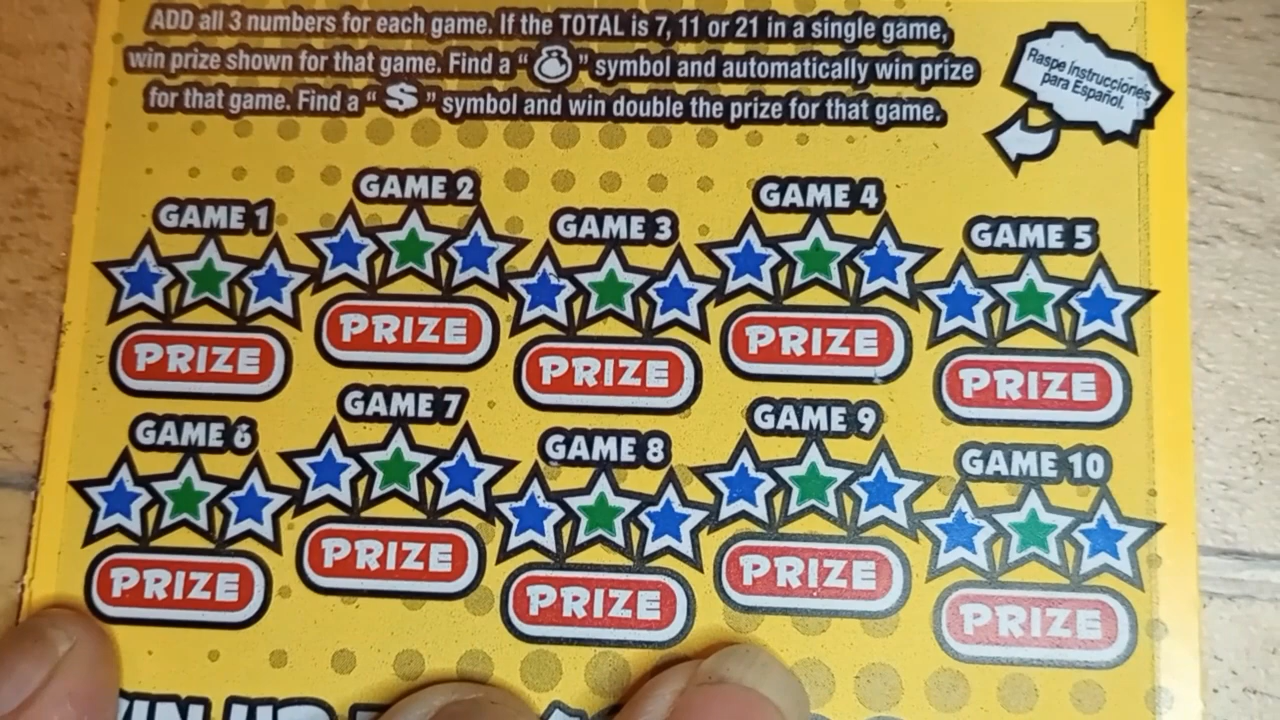 ADD all 3 numbers for each game. If the TOTAL is 7, 11 or 21 in a single game,
win prize shown for that game. Find a " " symbol and automatically win prize
for that game. Find a "$" symbol and win double the prize for that game.
Raspe Instrucciones
para Español.
GAME 1
GAME 2
GAME 3
GAME 4
GAME 5
PRIZE
PRIZE
PRIZE
PRIZE
PRIZE
GAME 6
GAME 7
GAME 8
GAME 9
GAME 10
PRIZE
PRIZE
PRIZE
PRIZE
PRIZE
WIN UP